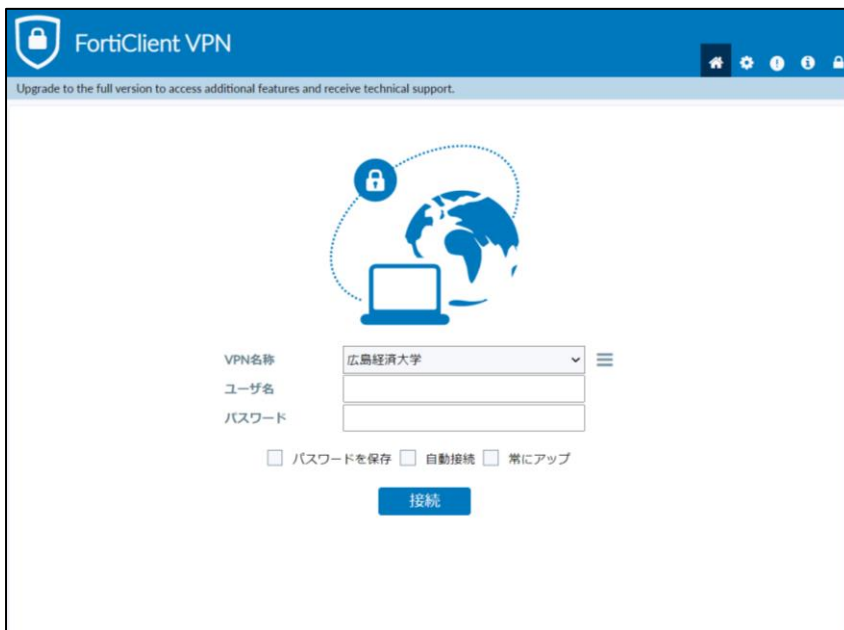 FortiClient VPN
Upgrade to the full version to access additional features and receive technical support.
VPN名称 広島経済大学
ユーザ名
パスワード
パスワードを保存 自動接続 常にアップ
接続